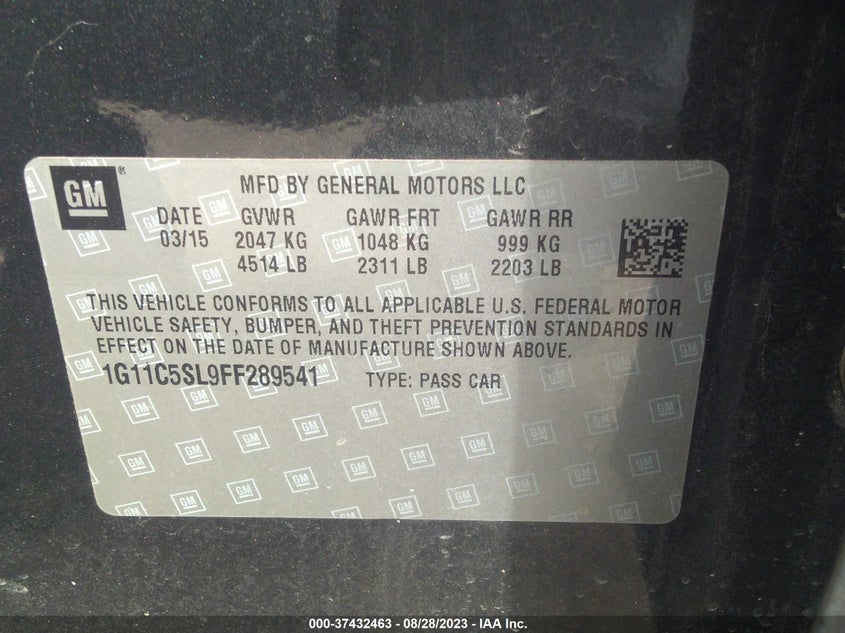 GM ®
MFD BY GENERAL MOTORS LLC
DATE GVWR GAWR FRT GAWR RR
03/15 2047 KG 1048 KG 999 KG
4514 LB 2311 LB 2203 LB
THIS VEHICLE CONFORMS TO ALL APPLICABLE U.S. FEDERAL MOTOR
VEHICLE SAFETY, BUMPER, AND THEFT PREVENTION STANDARDS IN
EFFECT ON THE DATE OF MANUFACTURE SHOWN ABOVE.
1G11C5SL9FF289541 TYPE: PASS CAR
000-37432463 - 08/28/2023 - IAA Inc.